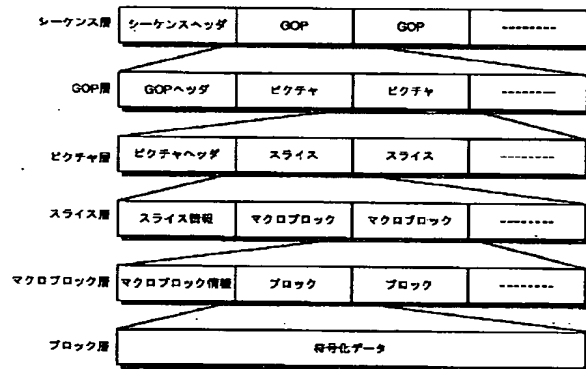 シーケンス層 シーケンスヘッダ GOP GOP --------
GOP層 GOPヘッダ ピクチャ ピクチャ --------
ピクチャ層 ピクチャヘッダ スライス スライス --------
スライス層 スライス情報 マクロブロック マクロブロック --------
マクロブロック層 マクロブロック情報 ブロック ブロック --------
ブロック層 符号化データ